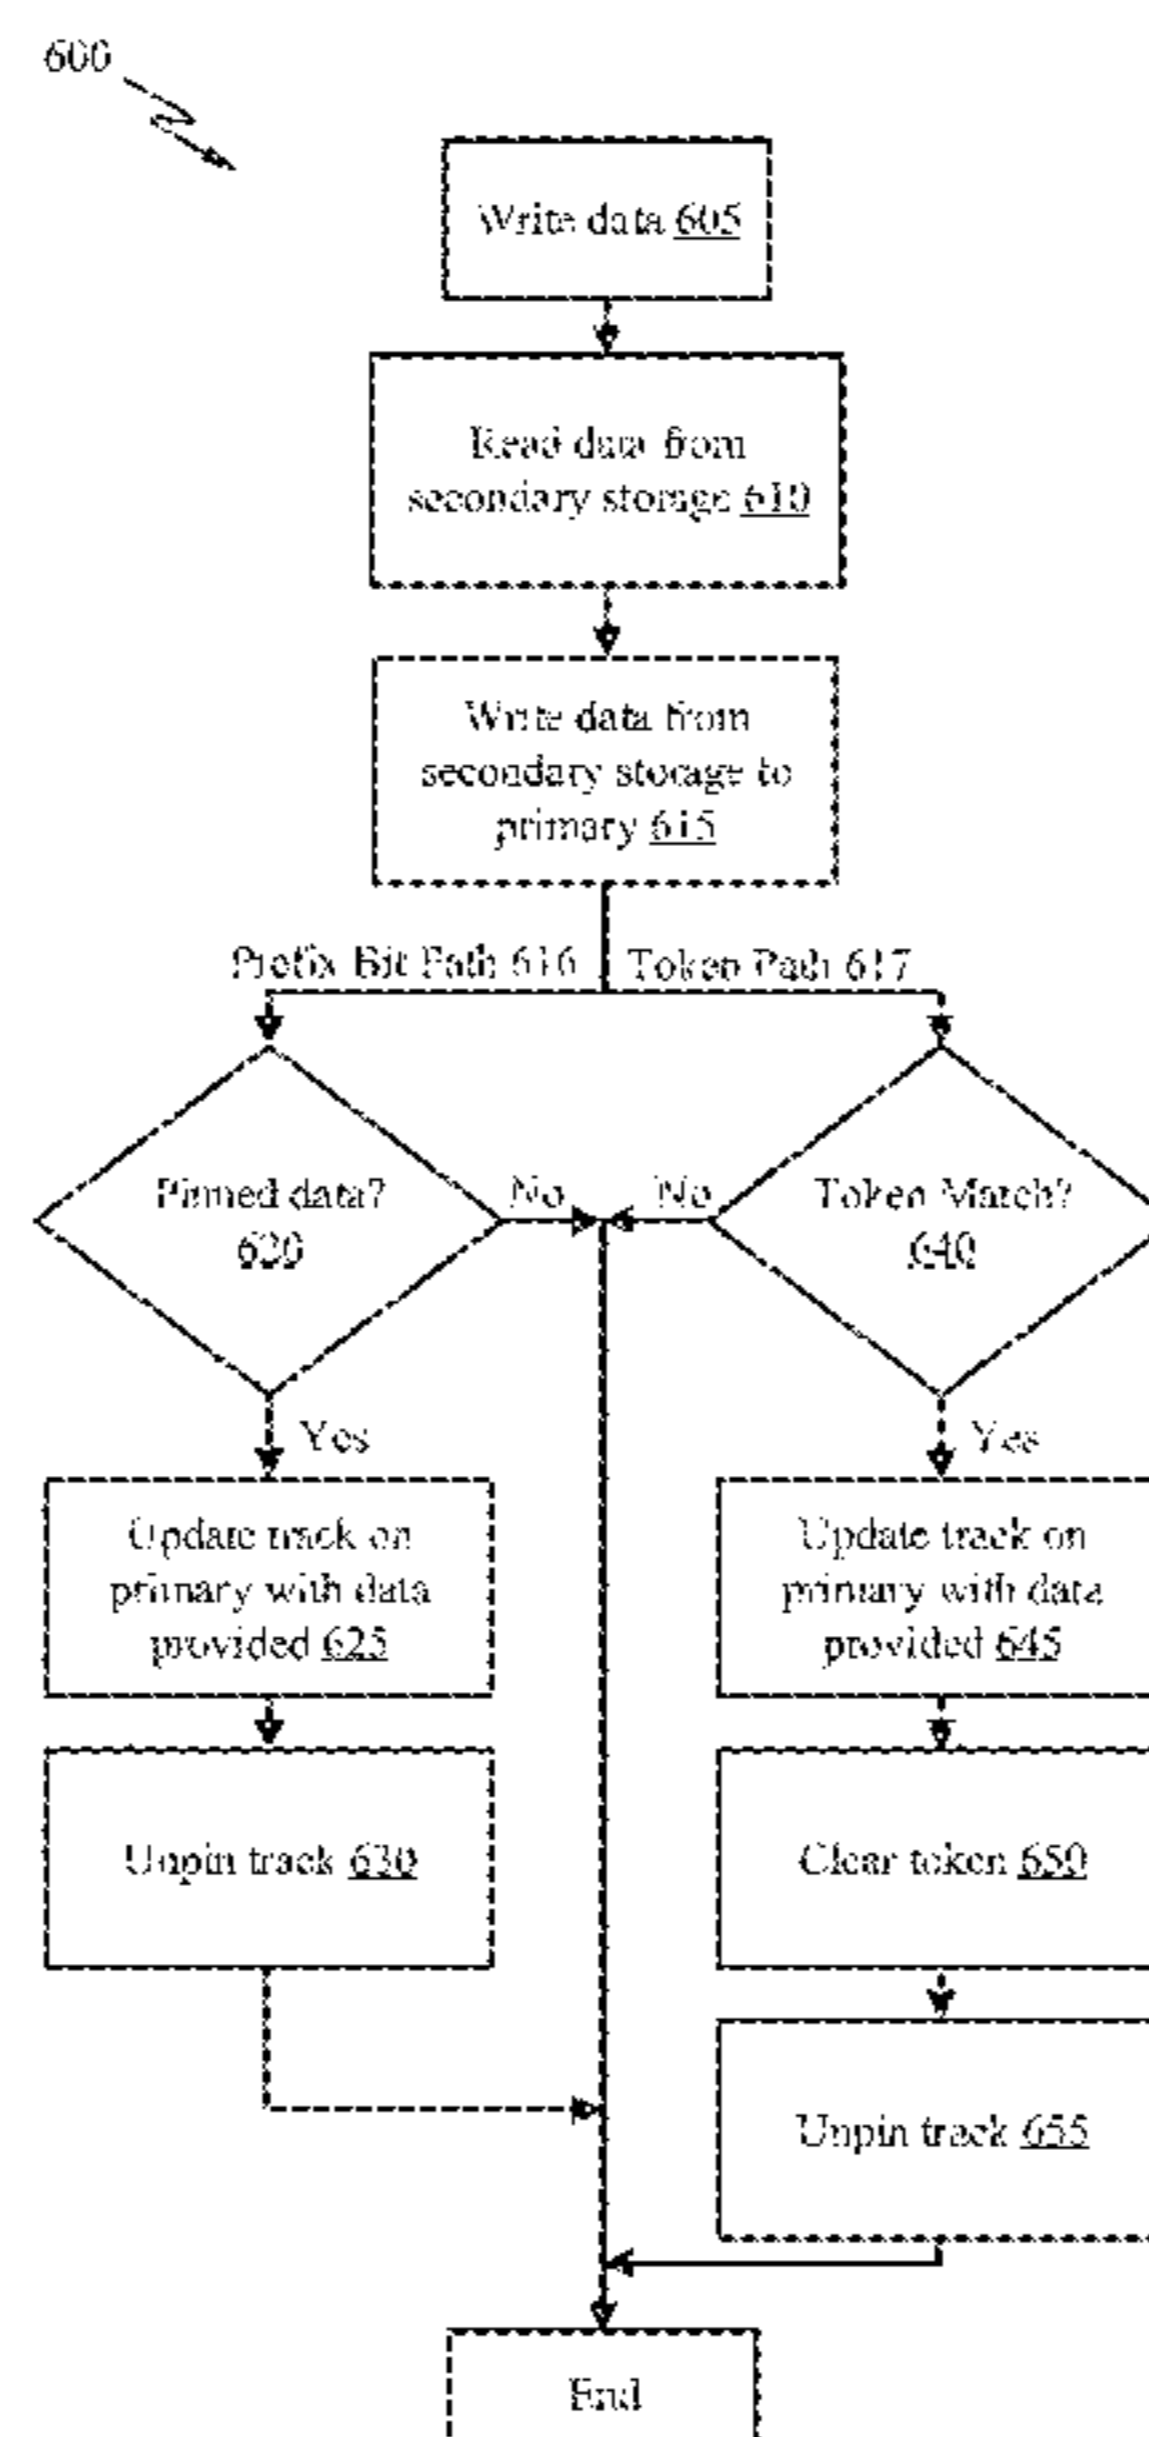 600
Write data 605
Read data from
secondary storage 610
Write data from
secondary storage to
primary 615
Prefix Bit Path 616
Token Path 617
Pinned data?
620
No
No
Token Match?
640
Yes
Yes
Update track on
primary with data
provided 625
Update track on
primary with data
provided 645
Unpin track 630
Clear token 650
Unpin track 655
End